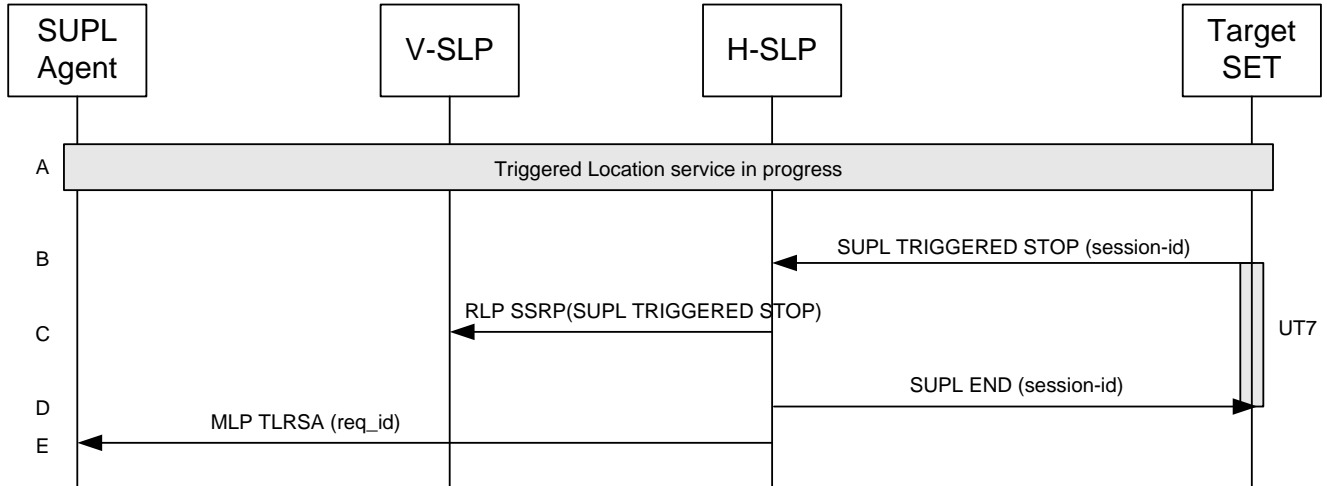 SUPL
Agent
V-SLP
H-SLP
Target
SET
A
Triggered Location service in progress
B
SUPL TRIGGERED STOP (session-id)
C
RLP SSRP(SUPL TRIGGERED STOP)
UT7
D
SUPL END (session-id)
E
MLP TLRSA (req_id)